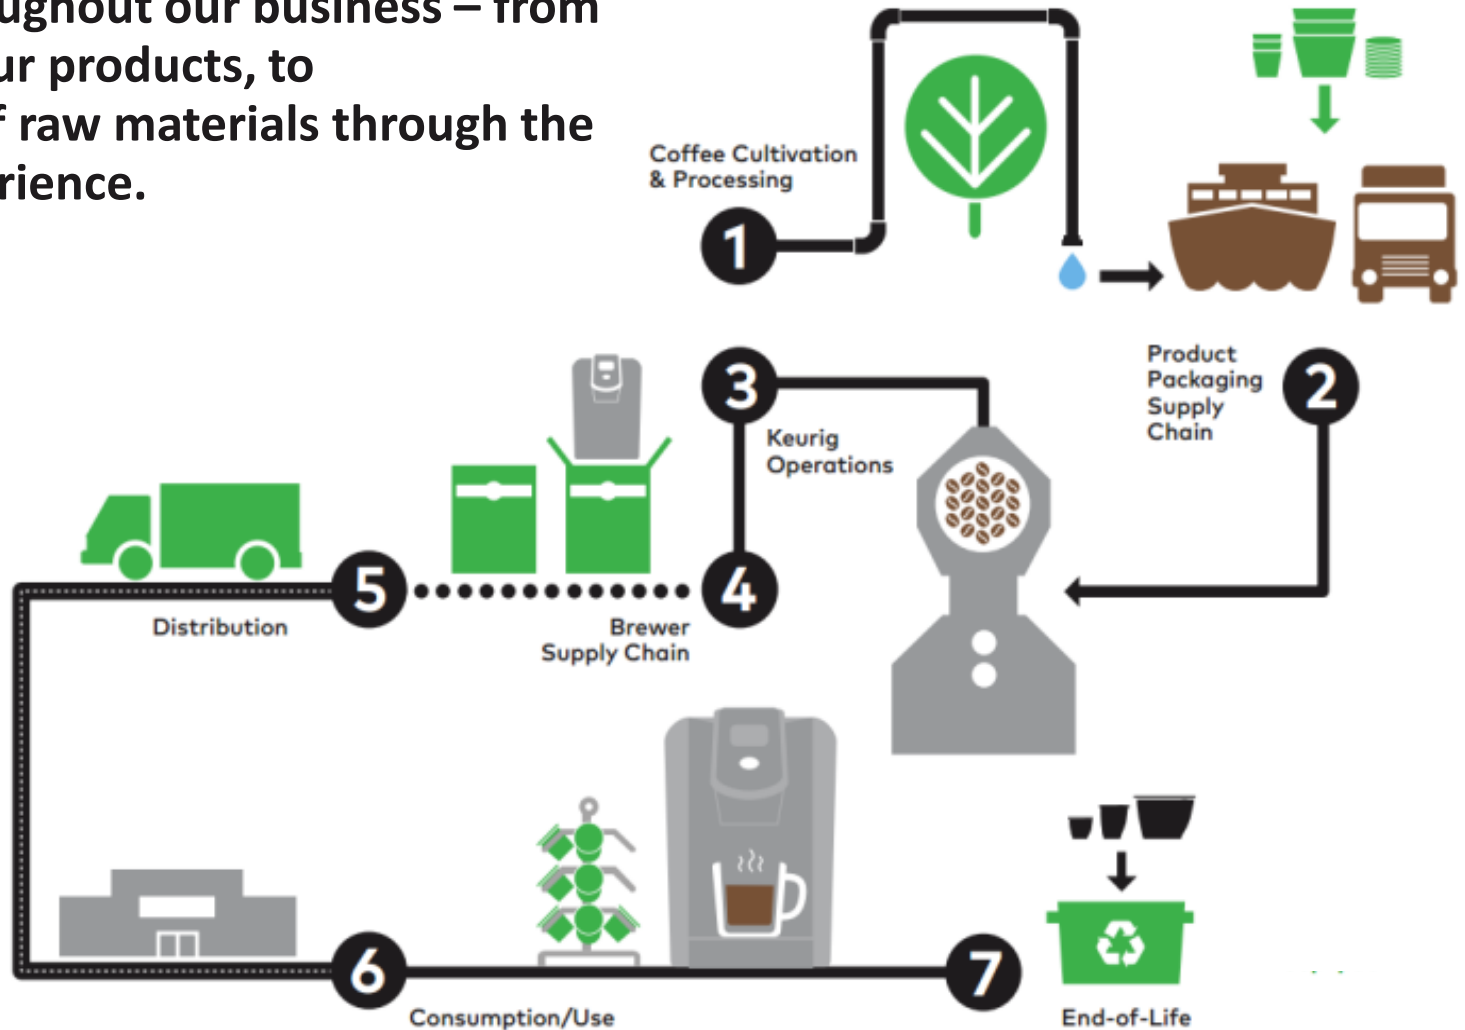 ughout our business – from
ur products, to
f raw materials through the
rience.
Coffee Cultivation
& Processing
1
Product
Packaging
Supply
Chain
2
3
Keurig
Operations
4
Brewer
Supply Chain
5
Distribution
6
Consumption/Use
7
End-of-Life